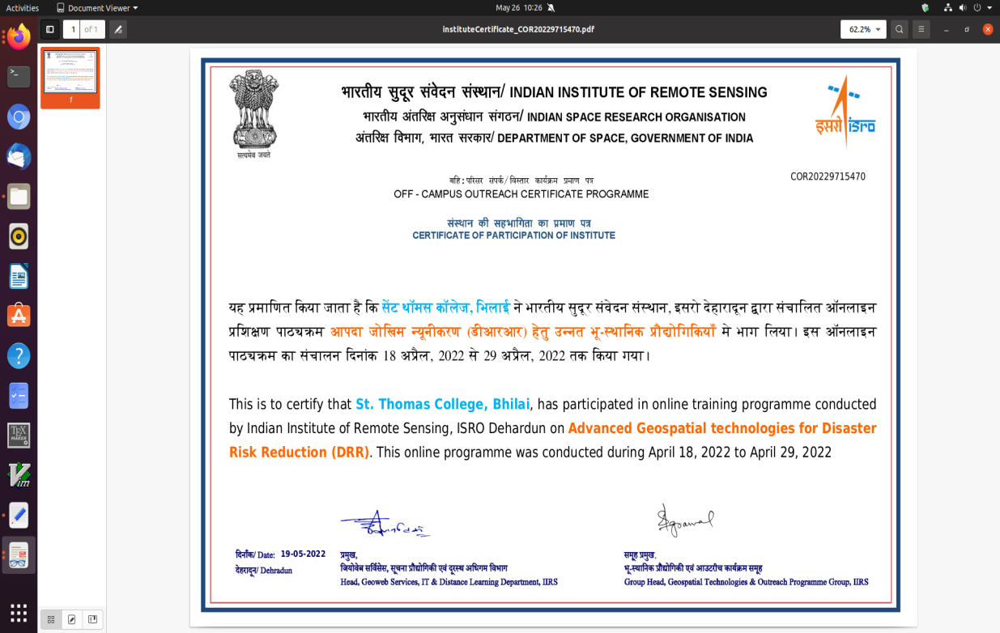 Activities
Document Viewer
May 26 10:26
1 of 1
instituteCertificate_COR20229715470.pdf
62.2%
1
भारतीय सुदूर संवेदन संस्थान/ INDIAN INSTITUTE OF REMOTE SENSING
भारतीय अंतरिक्ष अनुसंधान संगठन/ INDIAN SPACE RESEARCH ORGANISATION
अंतरिक्ष विभाग, भारत सरकार/ DEPARTMENT OF SPACE, GOVERNMENT OF INDIA
सत्यमेव जयते
इसरो isro
COR20229715470
बहि: परिसर संपर्क/विस्तार कार्यक्रम प्रमाण पत्र
OFF - CAMPUS OUTREACH CERTIFICATE PROGRAMME
संस्थान की सहभागिता का प्रमाण पत्र
CERTIFICATE OF PARTICIPATION OF INSTITUTE
यह प्रमाणित किया जाता है कि सेंट थॉमस कॉलेज, भिलाई ने भारतीय सुदूर संवेदन संस्थान, इसरो देहारादून द्वारा संचालित ऑनलाइन
प्रशिक्षण पाठ्यक्रम आपदा जोखिम न्यूनीकरण (डीआरआर) हेतु उन्नत भू-स्थानिक प्रौद्योगिकियाँ मे भाग लिया। इस ऑनलाइन
पाठ्यक्रम का संचालन दिनांक 18 अप्रैल, 2022 से 29 अप्रैल, 2022 तक किया गया।
This is to certify that St. Thomas College, Bhilai, has participated in online training programme conducted
by Indian Institute of Remote Sensing, ISRO Dehardun on Advanced Geospatial technologies for Disaster
Risk Reduction (DRR). This online programme was conducted during April 18, 2022 to April 29, 2022
Agrawal
दिनाँक/ Date: 19-05-2022
देहरादून/ Dehradun
प्रमुख,
जियोवेब सर्विसेस, सूचना प्रौद्योगिकी एवं दूरस्थ अधिगम विभाग
Head, Geoweb Services, IT & Distance Learning Department, IIRS
समूह प्रमुख,
भू-स्थानिक प्रौद्योगिकी एवं आउटरीच कार्यक्रम समूह
Group Head, Geospatial Technologies & Outreach Programme Group, IIRS